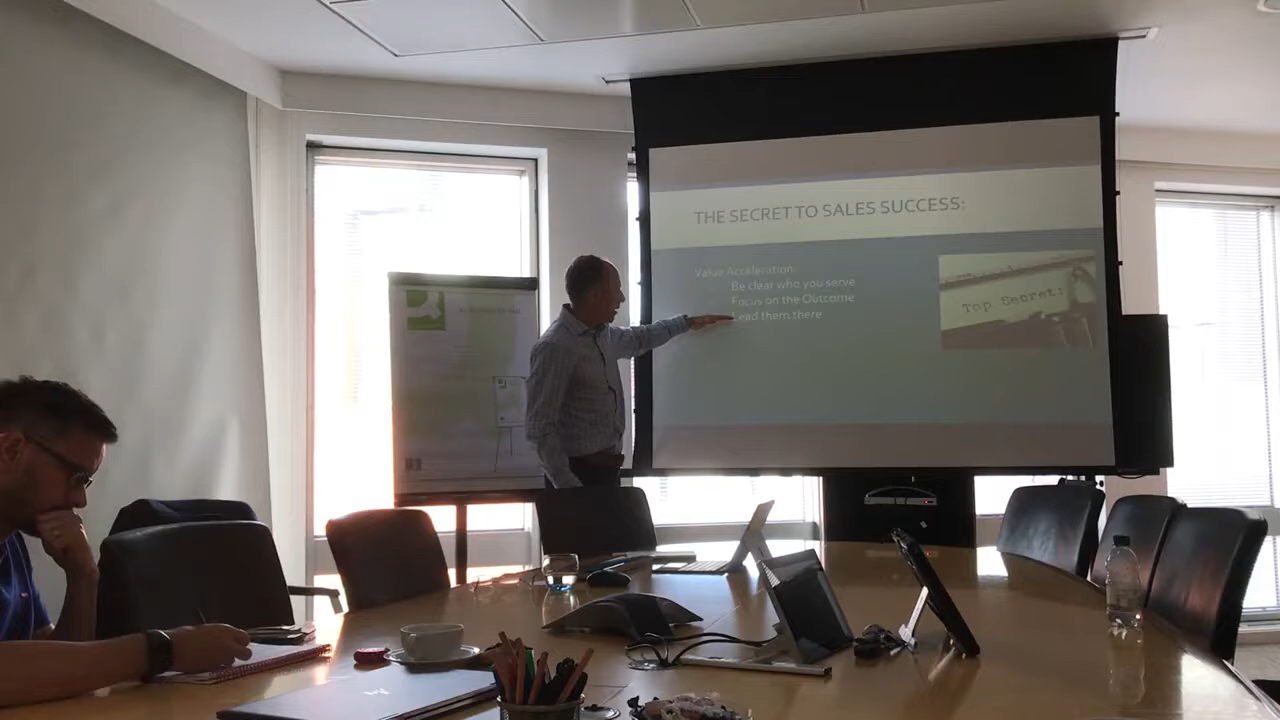 THE SECRET TO SALES SUCCESS:
Value Acceleration:
Be clear who you serve
Focus on the Outcome
Lead them there
Top Secret: